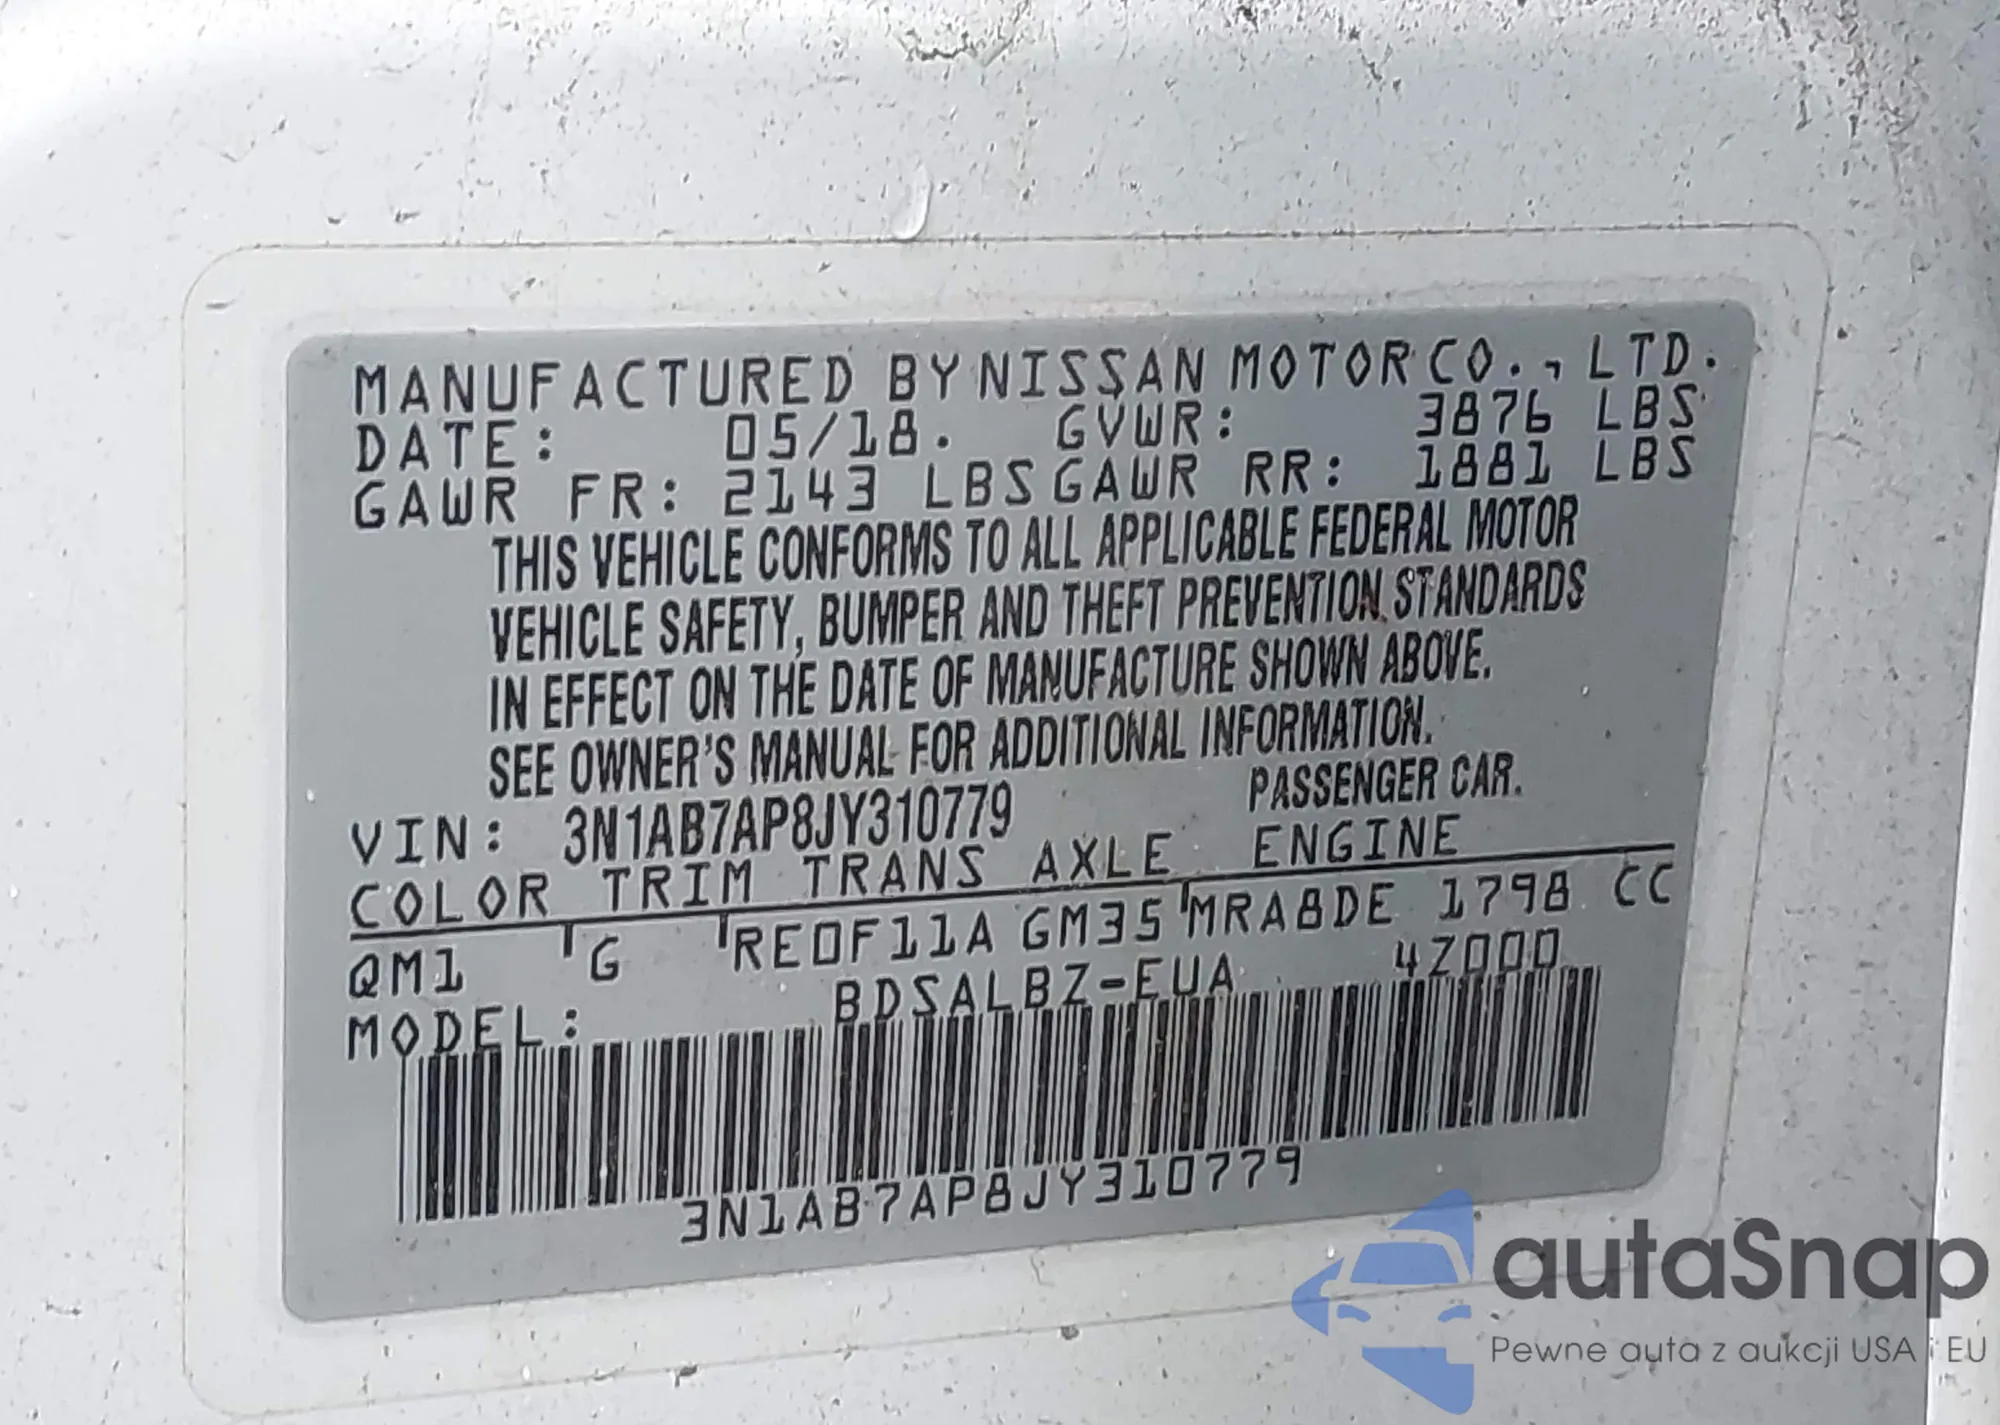 MANUFACTURED BY NISSAN MOTOR CO., LTD.
DATE: 05/18. GVWR: 3876 LBS
GAWR FR: 2143 LBS GAWR RR: 1881 LBS
THIS VEHICLE CONFORMS TO ALL APPLICABLE FEDERAL MOTOR
VEHICLE SAFETY, BUMPER AND THEFT PREVENTION STANDARDS
IN EFFECT ON THE DATE OF MANUFACTURE SHOWN ABOVE.
SEE OWNER'S MANUAL FOR ADDITIONAL INFORMATION.
VIN: 3N1AB7AP8JY310779 PASSENGER CAR.
COLOR TRIM TRANS AXLE ENGINE
QM1 G RE0F11A GM35 MRA8DE 1798 CC
MODEL: BDSALBZ-EUA 4Z000
3N1AB7AP8JY310779
autaSnap
Pewne auta z aukcji USA i EU